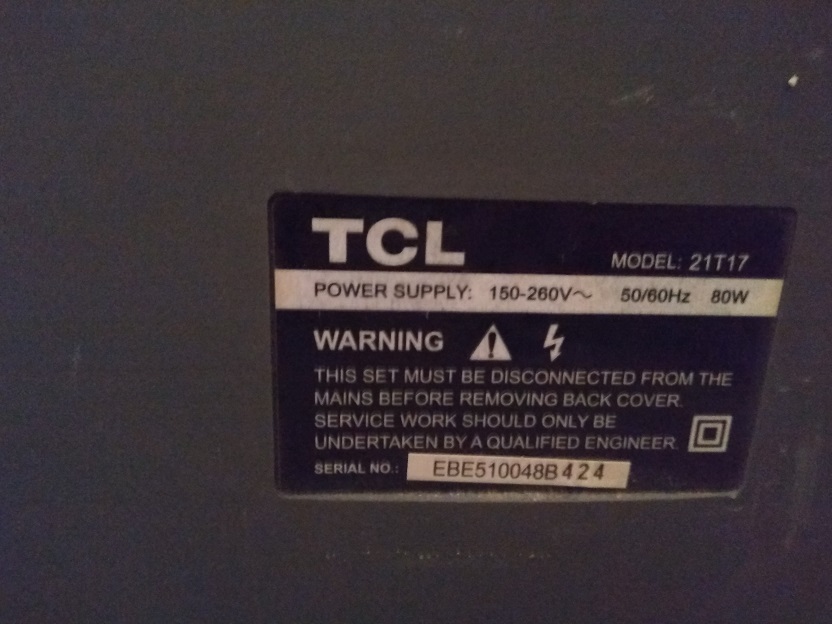 TCL
MODEL: 21T17
POWER SUPPLY: 150-260V~ 50/60Hz 80W
WARNING
THIS SET MUST BE DISCONNECTED FROM THE
MAINS BEFORE REMOVING BACK COVER.
SERVICE WORK SHOULD ONLY BE
UNDERTAKEN BY A QUALIFIED ENGINEER.
SERIAL NO.: EBE510048B424